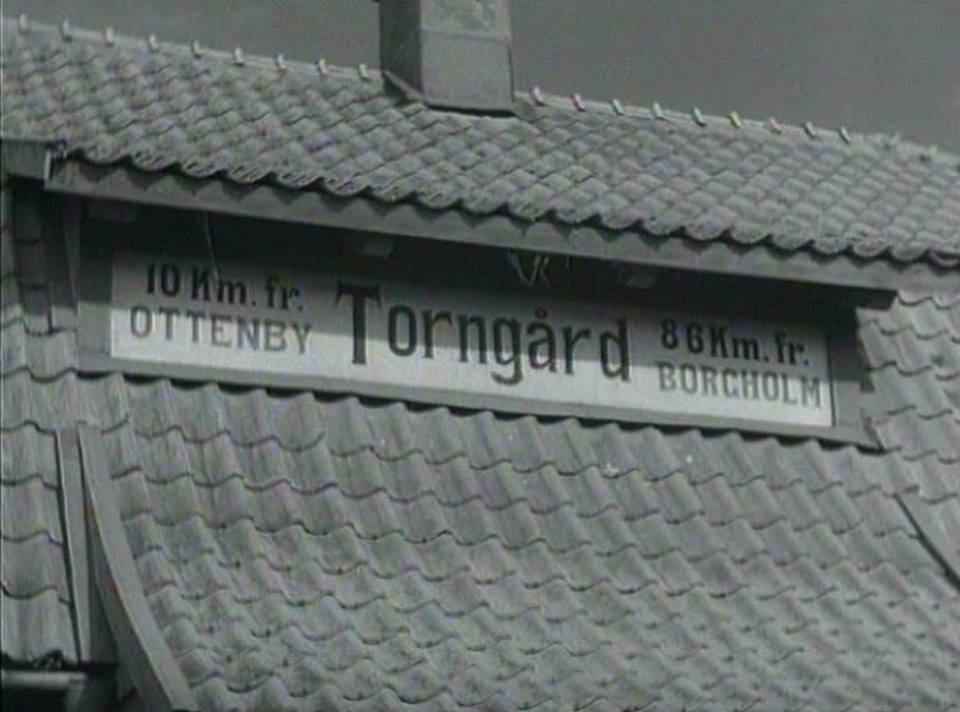 10 Km. fr.
OTTENBY
Torngård
86 Km. fr.
BORGHOLM